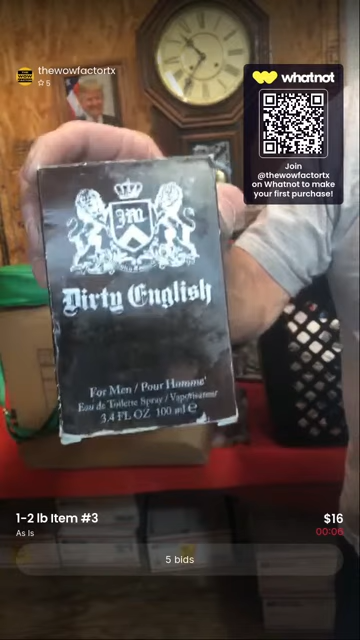 thewowfactortx
☆ 5
whatnot
Join
@thewowfactortx
on Whatnot to make
your first purchase!
JM
Dirty English
For Men / Pour Homme
Eau de Toilette Spray / Vaporisateur
3.4 FL OZ 100 ml e
1-2 lb Item #3
$16
As Is
00:06
5 bids